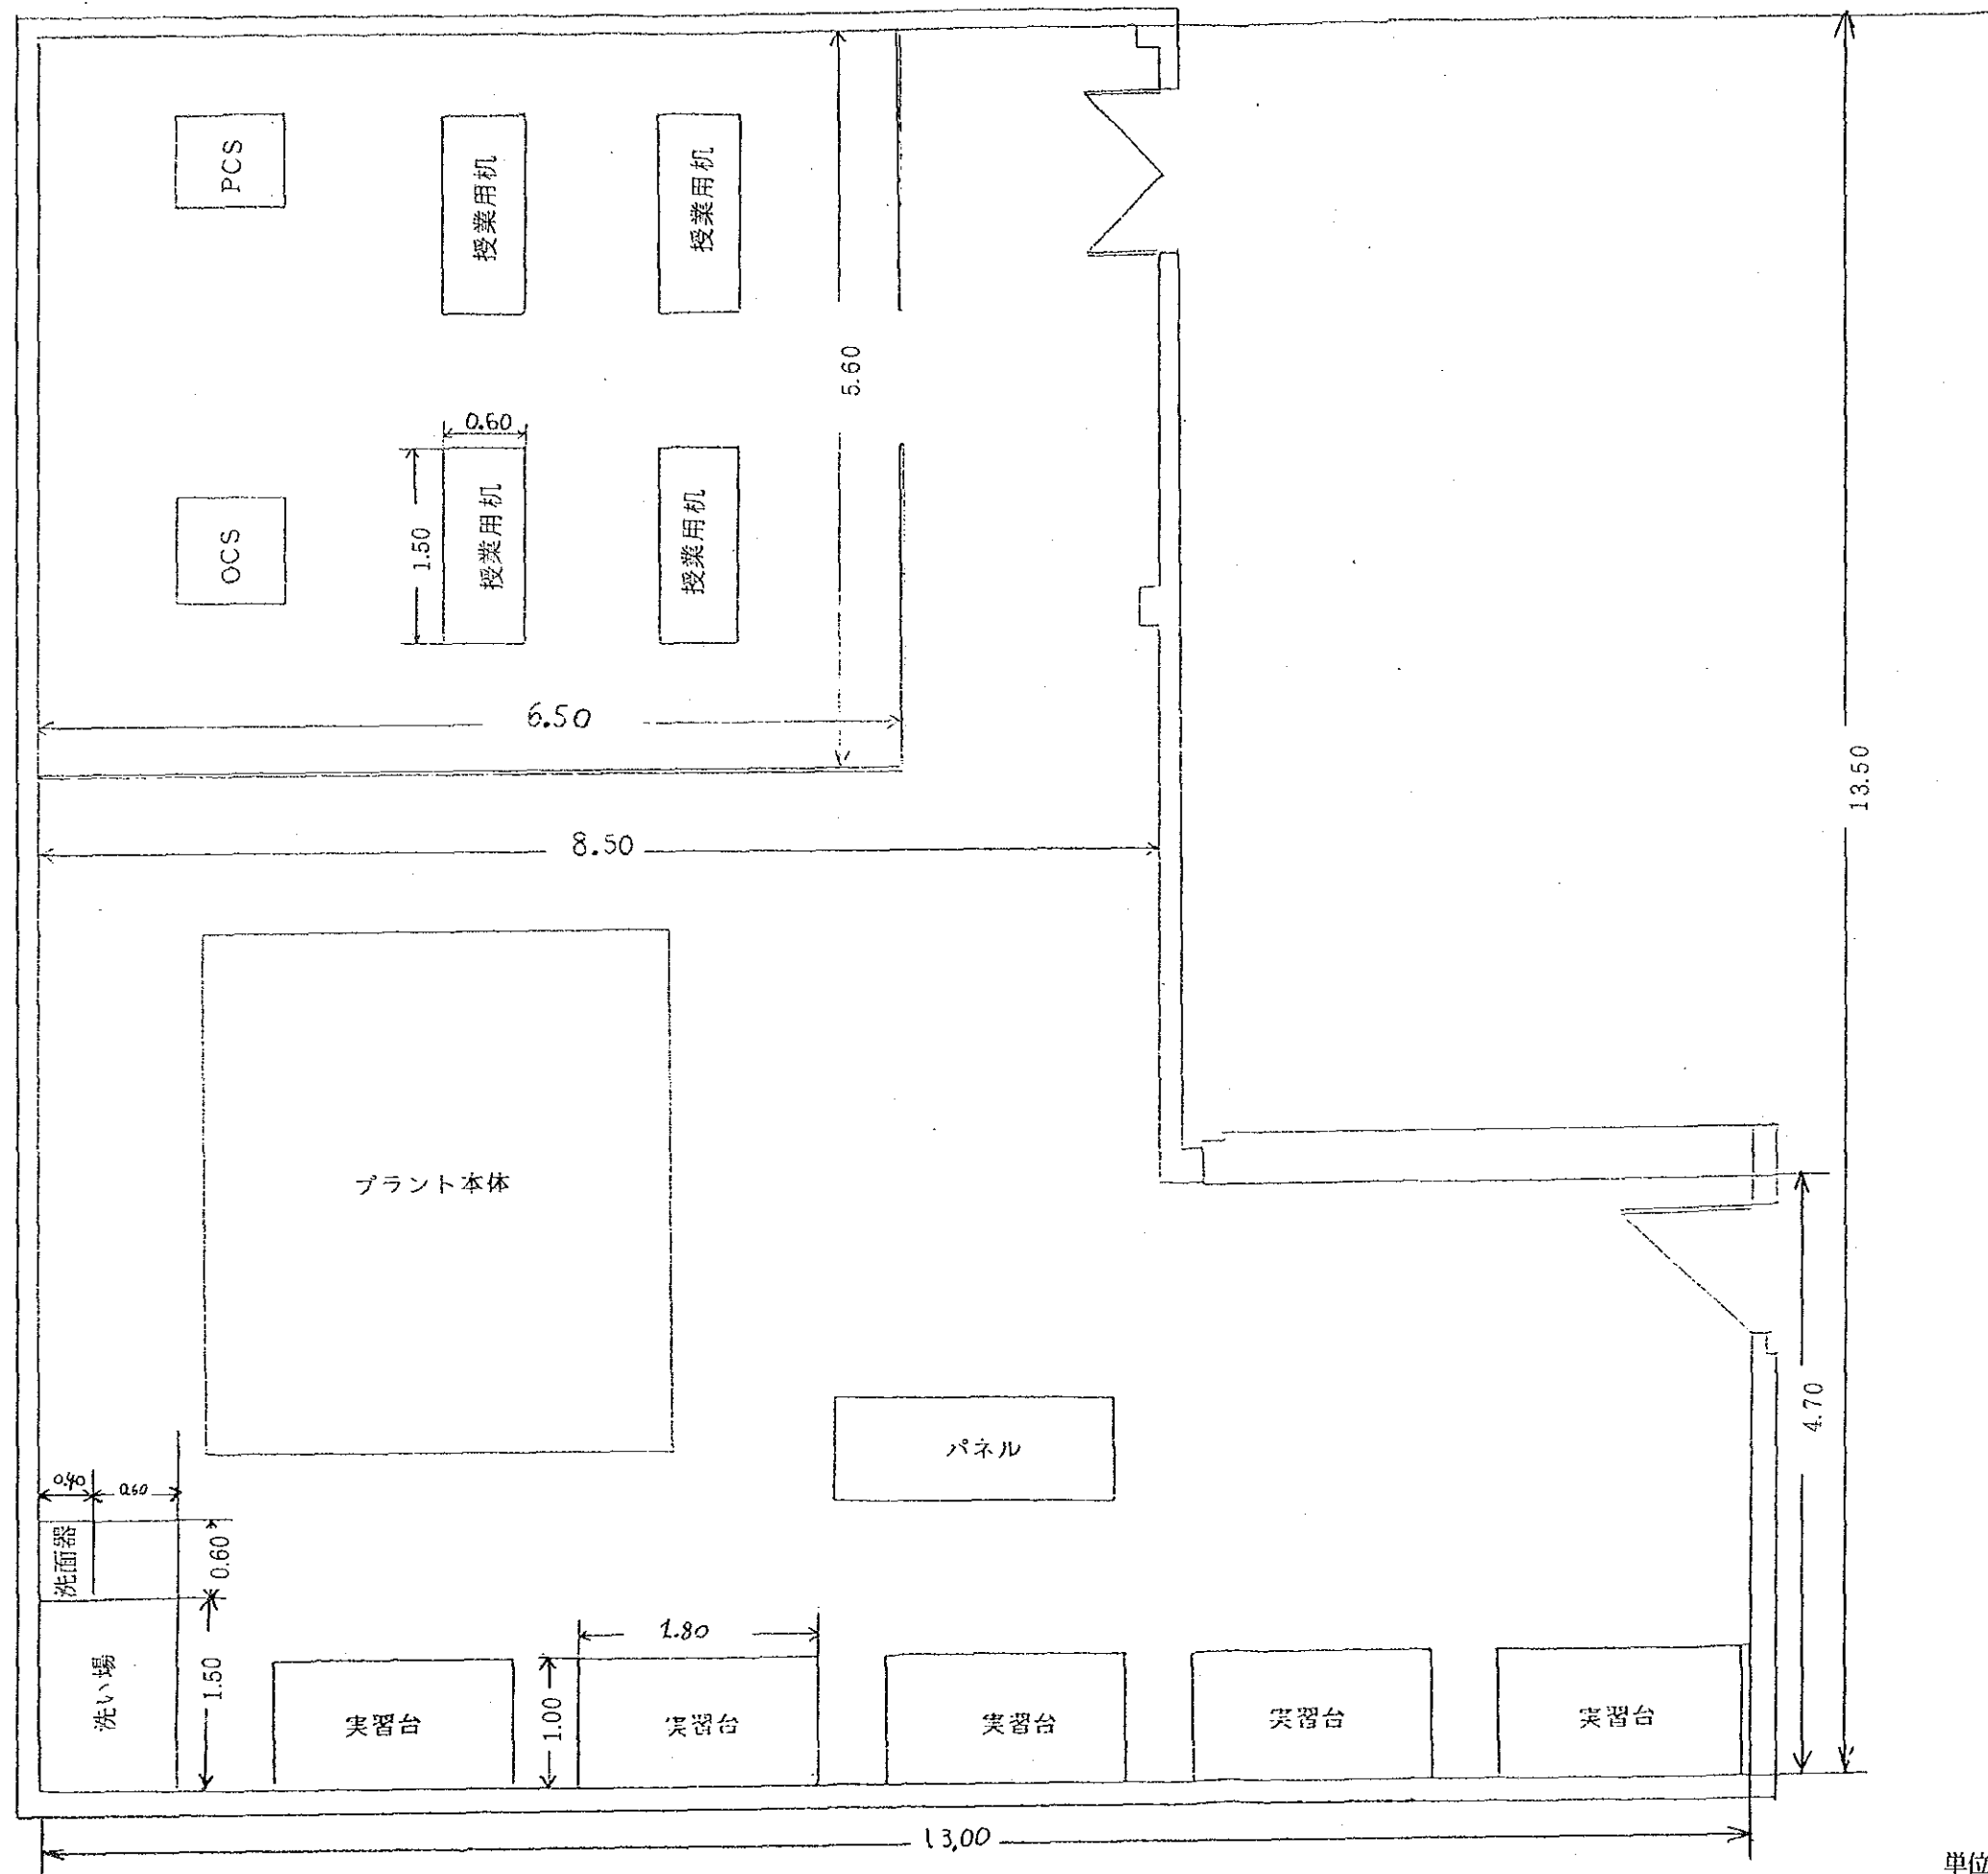 PCS
授業用机
授業用机
5.60
0.60
OCS
1.50
授業用机
授業用机
6.50
13.50
8.50
プラント本体
4.70
パネル
0.40
0.60
洗面器
0.60
洗い場
1.50
1.80
1.00
実習台
実習台
実習台
実習台
実習台
13,00
単位